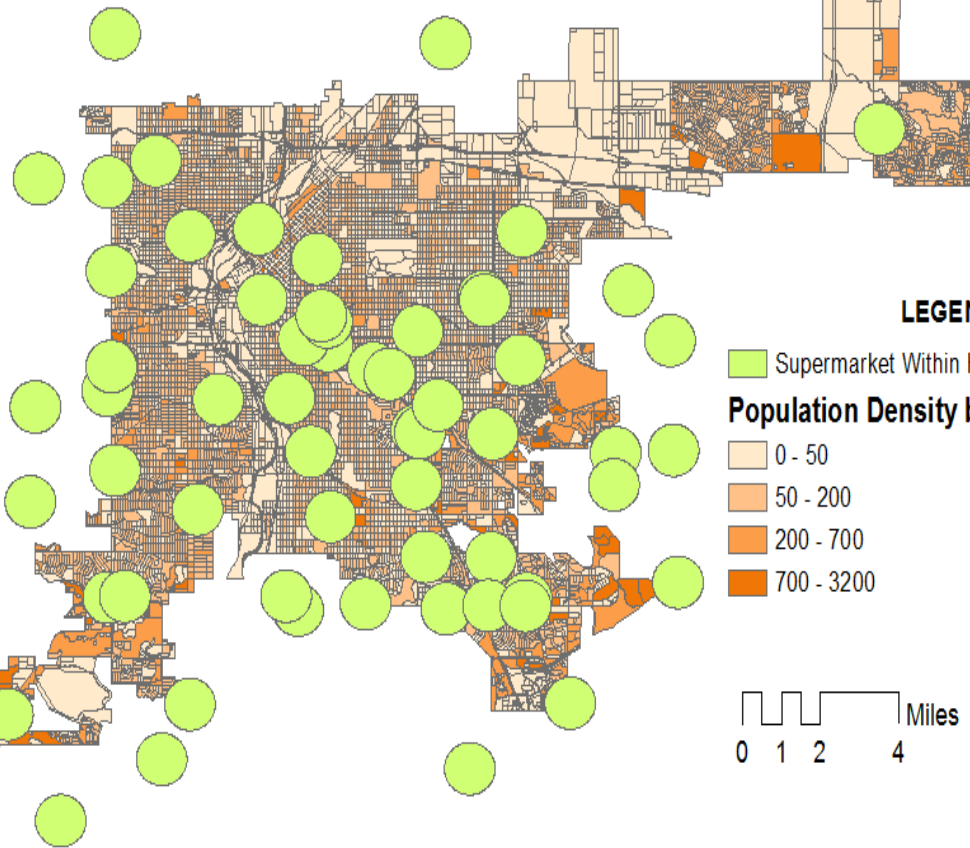 LEGEN
Supermarket Within
Population Density b
0 - 50
50 - 200
200 - 700
700 - 3200
Miles
0 1 2 4